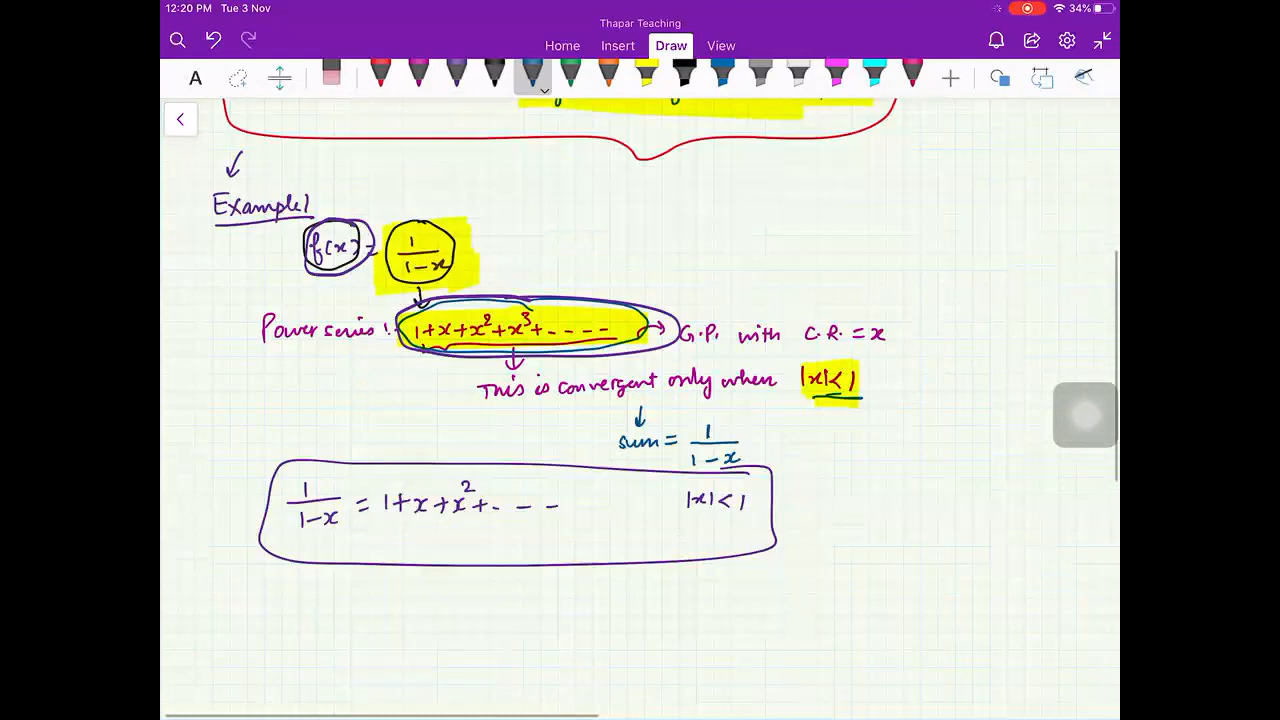 12:20 PM Tue 3 Nov
34%
Thapar Teaching
Home Insert Draw View
A
Example 1
f(x) = 1/(1-x)
Power series :. 1+x+x²+x³+---- → G.P. with C.R. = x
This is convergent only when |x|<1
sum = 1/(1-x)
1/(1-x) = 1+x+x²+--- |x|<1